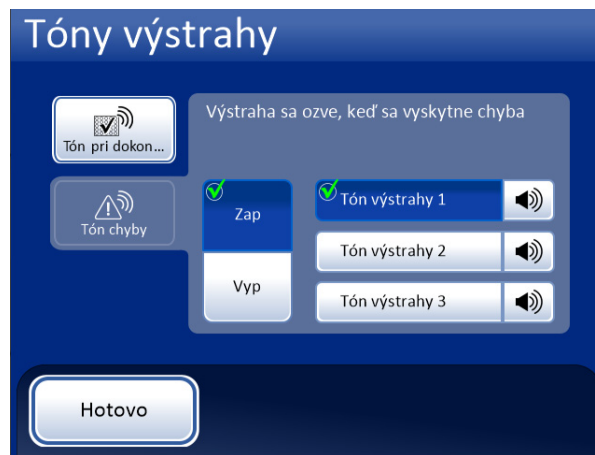 Tóny výstrahy
Tón pri dokon...
Výstraha sa ozve, keď sa vyskytne chyba
Tón chyby
Zap
Vyp
Tón výstrahy 1
Tón výstrahy 2
Tón výstrahy 3
Hotovo